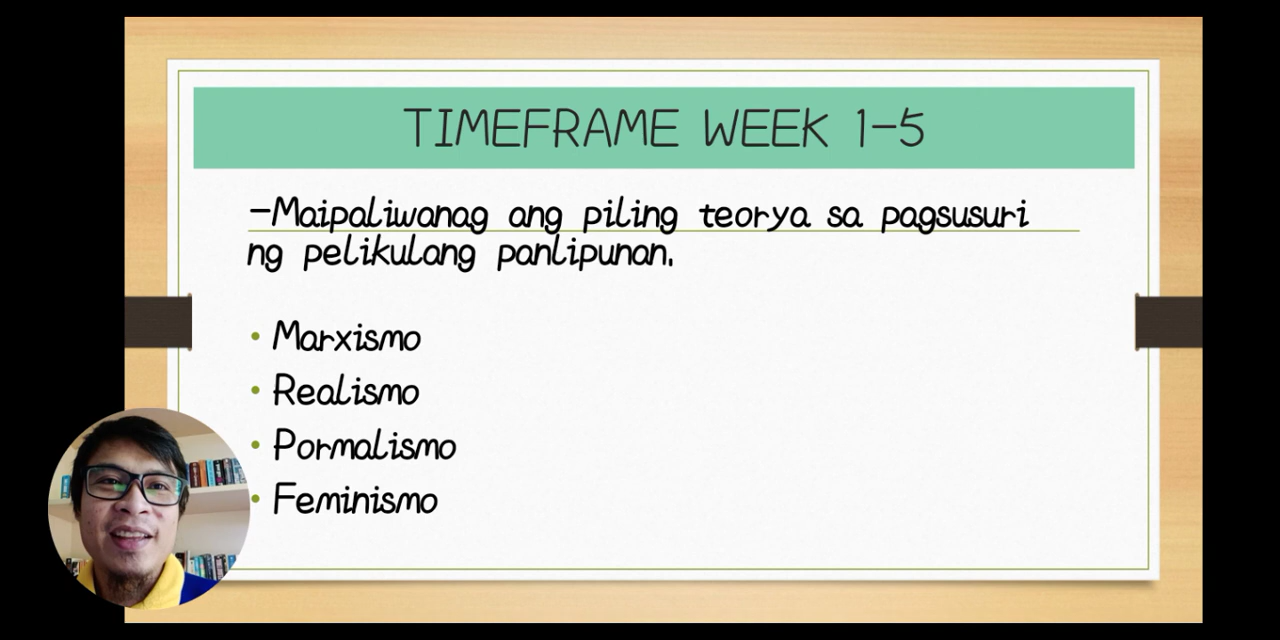 TIMEFRAME WEEK 1-5
-Maipaliwanag ang piling teorya sa pagsusuri
ng pelikulang panlipunan.
• Marxismo
• Realismo
• Pormalismo
• Feminismo